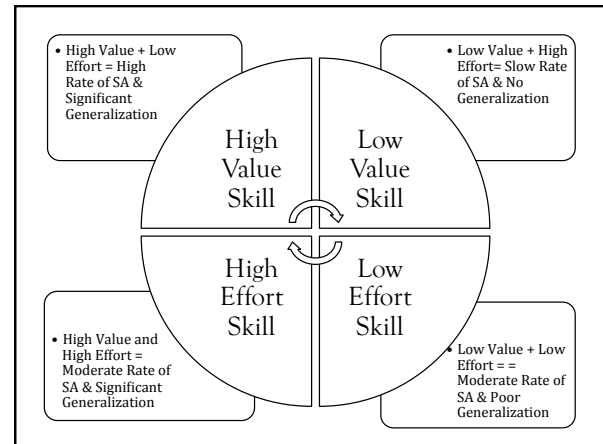 • High Value + Low
Effort = High
Rate of SA &
Significant
Generalization
• Low Value + High
Effort= Slow Rate
of SA & No
Generalization
High
Value
Skill
Low
Value
Skill
High
Effort
Skill
Low
Effort
Skill
• High Value and
High Effort =
Moderate Rate of
SA & Significant
Generalization
• Low Value + Low
Effort = =
Moderate Rate of
SA & Poor
Generalization